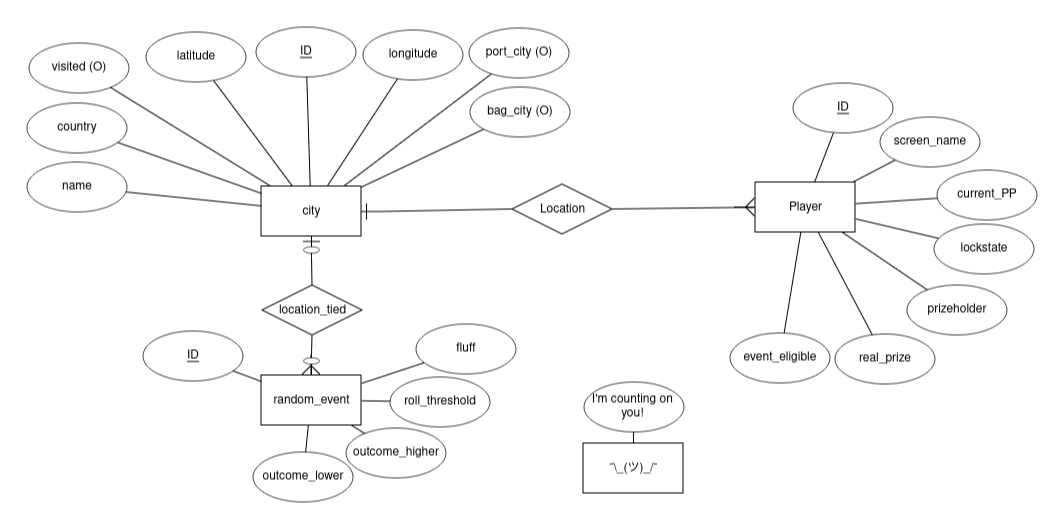 visited (O)
latitude
ID
longitude
port_city (O)
country
bag_city (O)
name
city
Location
ID
screen_name
current_PP
Player
lockstate
prizeholder
event_eligible
real_prize
location_tied
ID
fluff
random_event
roll_threshold
outcome_higher
outcome_lower
I'm counting on
you!
¯\_(ツ)_/¯